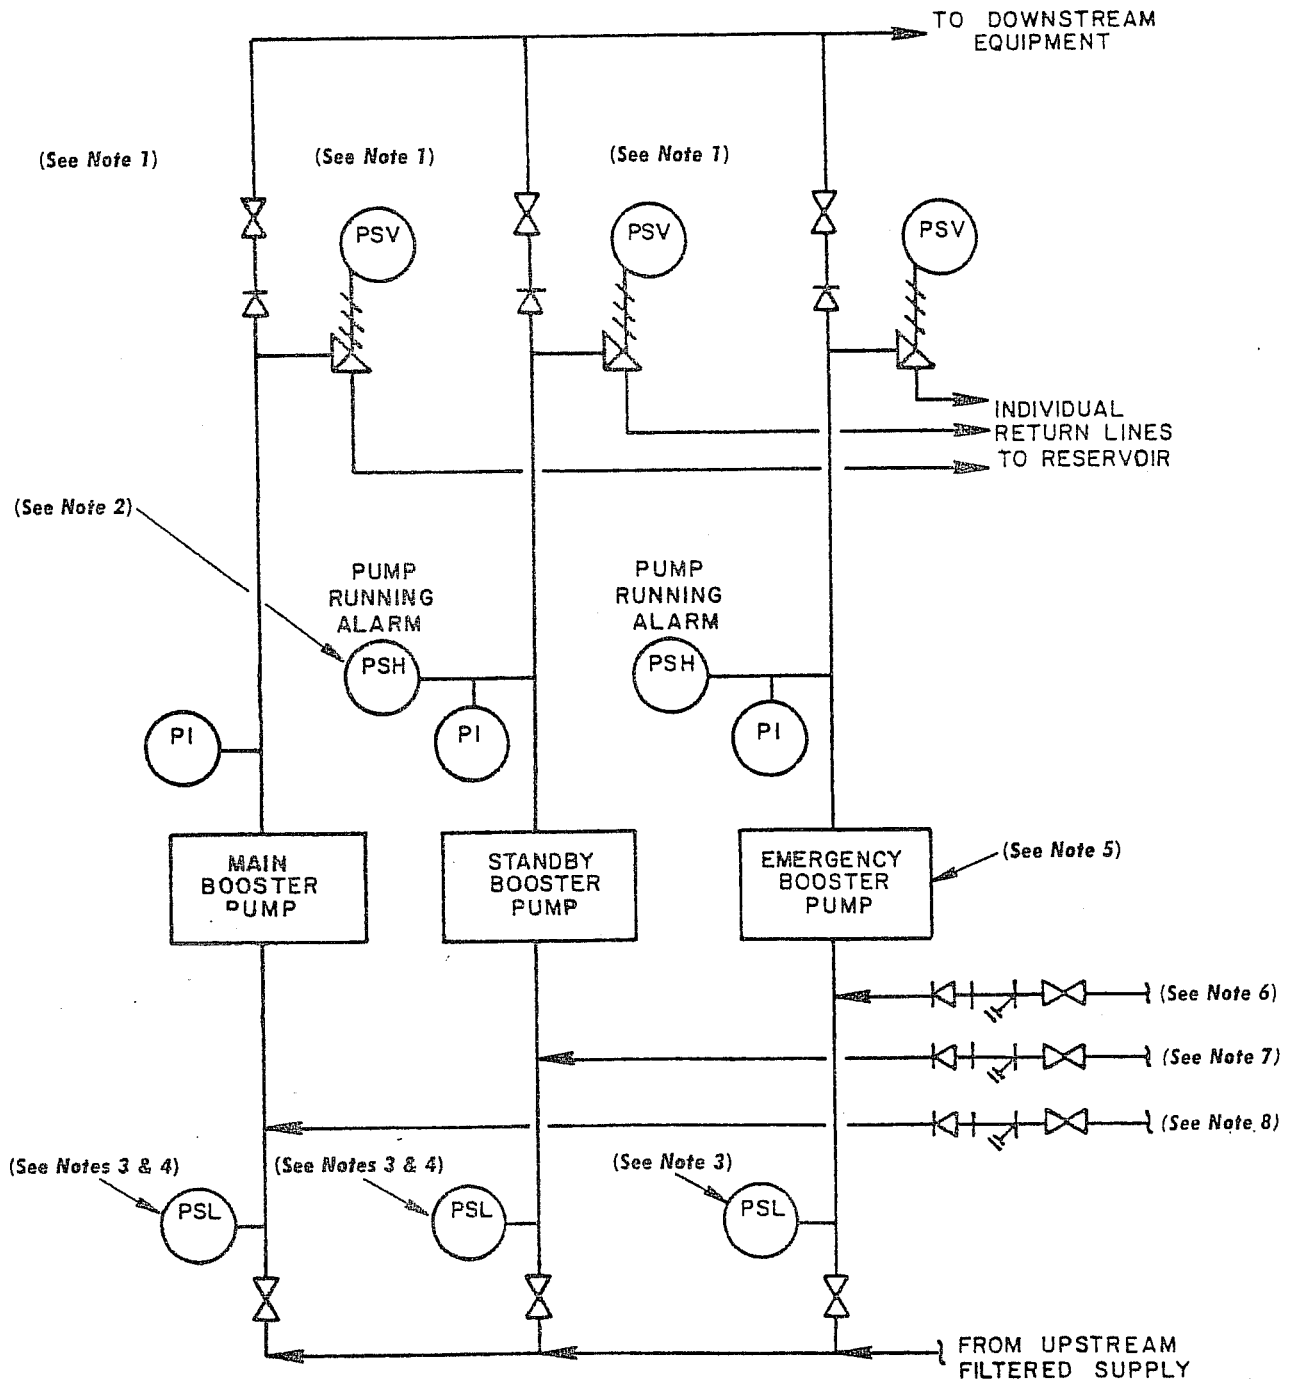 TO DOWNSTREAM
EQUIPMENT
(See Note 1)
(See Note 1)
(See Note 1)
PSV
PSV
PSV
INDIVIDUAL
RETURN LINES
TO RESERVOIR
(See Note 2)
PUMP
RUNNING
ALARM
PUMP
RUNNING
ALARM
PSH
PSH
PI
PI
PI
MAIN
BOOSTER
PUMP
STANDBY
BOOSTER
PUMP
EMERGENCY
BOOSTER
PUMP
(See Note 5)
(See Note 6)
(See Note 7)
(See Note 8)
(See Notes 3 & 4)
(See Notes 3 & 4)
(See Note 3)
PSL
PSL
PSL
FROM UPSTREAM
FILTERED SUPPLY